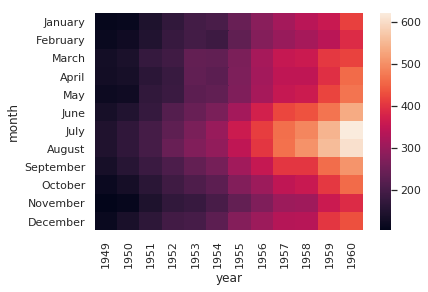 January
February
March
April
May
June
July
August
September
October
November
December
month
1949 1950 1951 1952 1953 1954 1955 1956 1957 1958 1959 1960
year
600
500
400
300
200